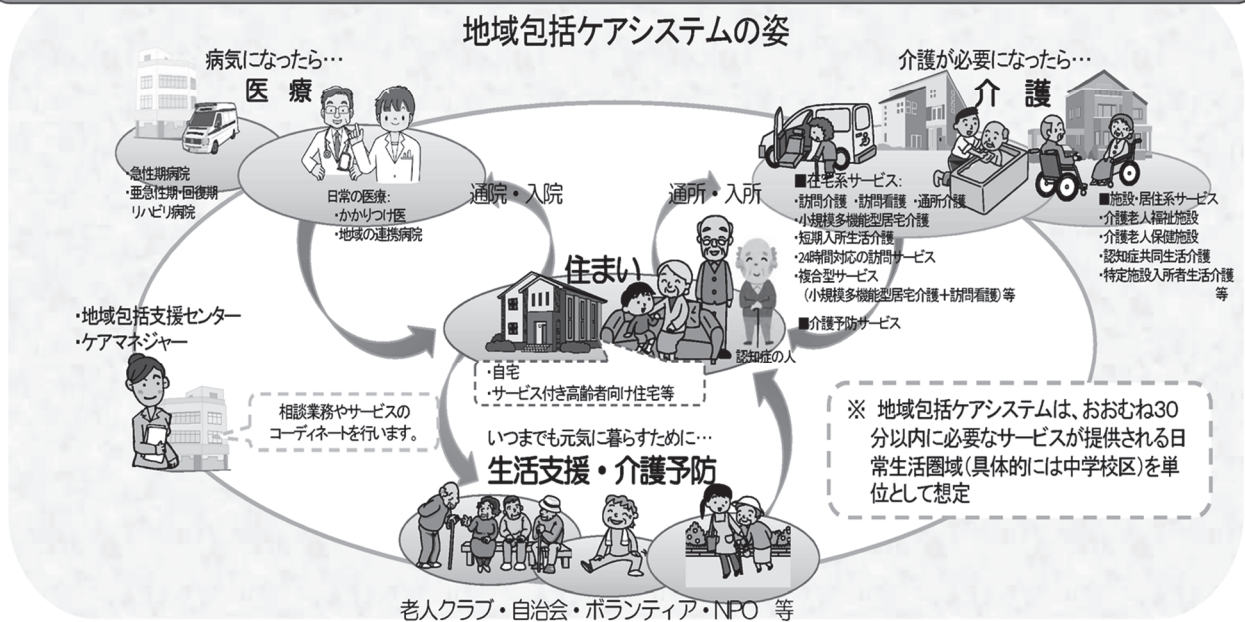 地域包括ケアシステムの姿
病気になったら…
医 療
・急性期病院
・亜急性期・回復期
リハビリ病院
日常の医療:
・かかりつけ医
・地域の連携病院
通院・入院
通所・入所
介護が必要になったら…
介 護
■在宅系サービス:
・訪問介護 ・訪問看護 ・通所介護
・小規模多機能型居宅介護
・短期入所生活介護
・24時間対応の訪問サービス
・複合型サービス
(小規模多機能型居宅介護+訪問看護)等
■介護予防サービス
■施設・居住系サービス
・介護老人福祉施設
・介護老人保健施設
・認知症共同生活介護
・特定施設入所者生活介護
等
住まい
認知症の人
・自宅
・サービス付き高齢者向け住宅等
・地域包括支援センター
・ケアマネジャー
相談業務やサービスの
コーディネートを行います。
いつまでも元気に暮らすために…
生活支援・介護予防
老人クラブ・自治会・ボランティア・NPO 等
※ 地域包括ケアシステムは、おおむね30
分以内に必要なサービスが提供される日
常生活圏域(具体的には中学校区)を単
位として想定